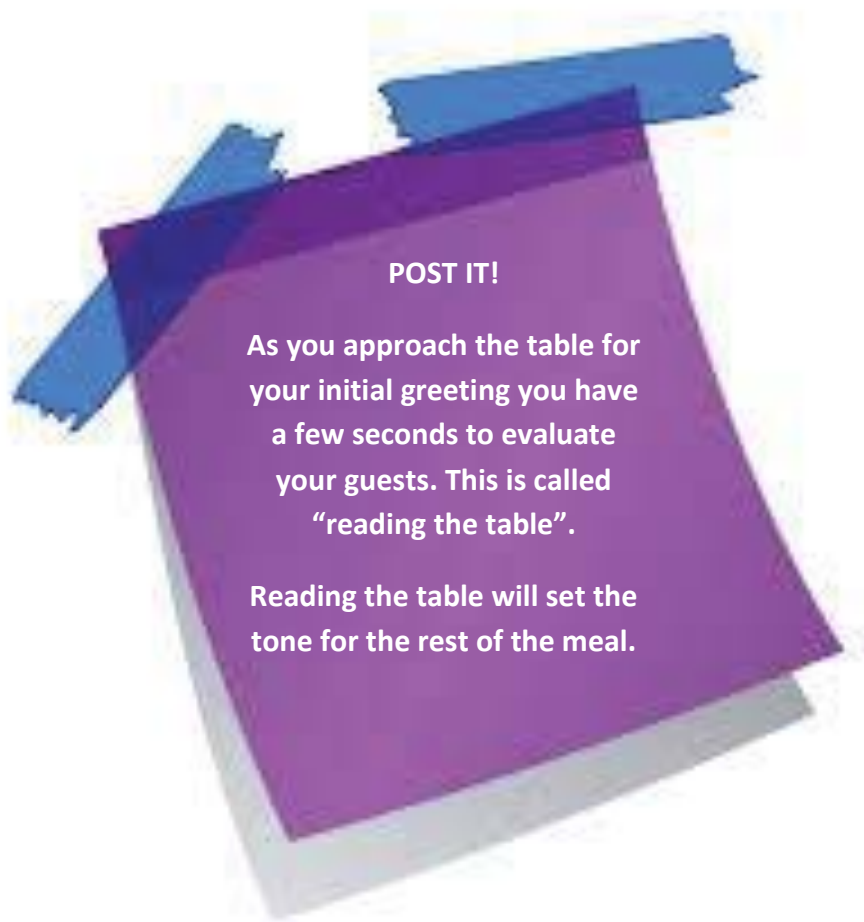 POST IT!
As you approach the table for
your initial greeting you have
a few seconds to evaluate
your guests. This is called
“reading the table”.
Reading the table will set the
tone for the rest of the meal.